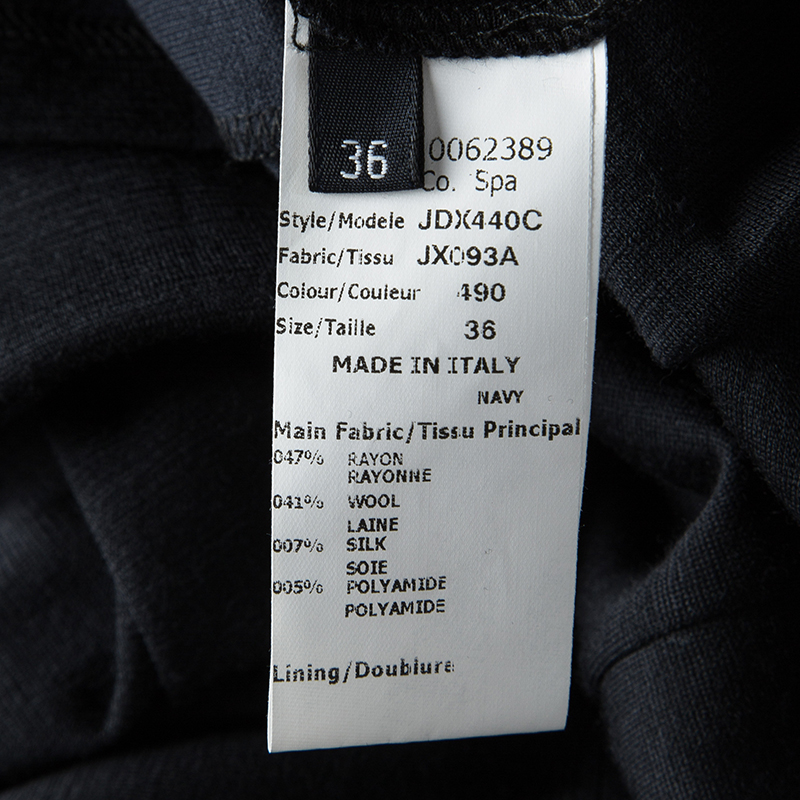 36
0062389
Co. Spa
Style/Modele JDX440C
Fabric/Tissu JX093A
Colour/Couleur 490
Size/Taille 36
MADE IN ITALY
NAVY
Main Fabric/Tissu Principal
047% RAYON
RAYONNE
041% WOOL
LAINE
007% SILK
SOIE
005% POLYAMIDE
POLYAMIDE
Lining/Doublure